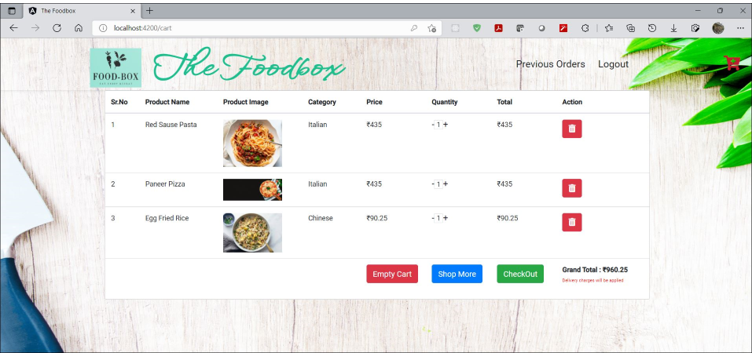 The Foodbox
localhost:4200/cart
FOOD-BOX
The Foodbox
Previous Orders Logout
Sr.No Product Name Product Image Category Price Quantity Total Action
1 Red Sause Pasta Italian ₹435 - 1 + ₹435
2 Paneer Pizza Italian ₹435 - 1 + ₹435
3 Egg Fried Rice Chinese ₹90.25 - 1 + ₹90.25
Empty Cart Shop More CheckOut Grand Total : ₹960.25
Delivery charges will be applied